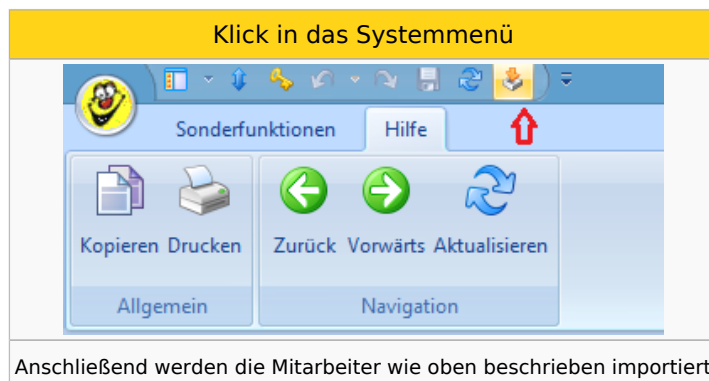 Klick in das Systemmenü
Sonderfunktionen Hilfe
Kopieren Drucken Zurück Vorwärts Aktualisieren
Allgemein Navigation
Anschließend werden die Mitarbeiter wie oben beschrieben importiert